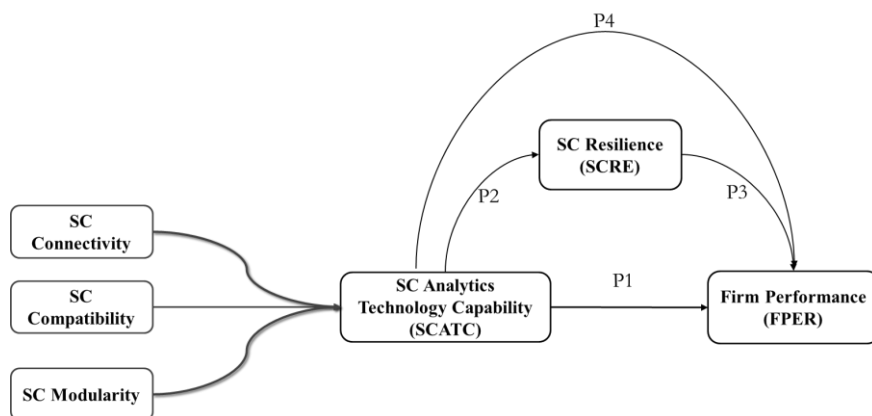 P4
SC Resilience
(SCRE)
P2
P3
SC
Connectivity
SC
Compatibility
SC Modularity
SC Analytics
Technology Capability
(SCATC)
P1
Firm Performance
(FPER)